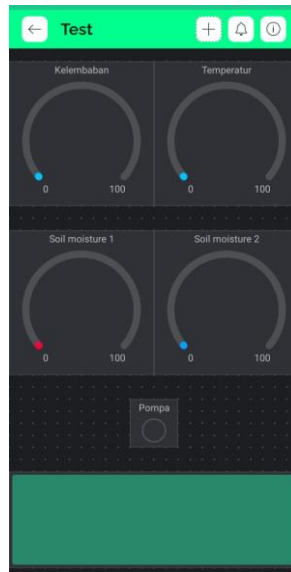 Test
Kelembaban
Temperatur
0
100
0
100
Soil moisture 1
Soil moisture 2
0
100
0
100
Pompa